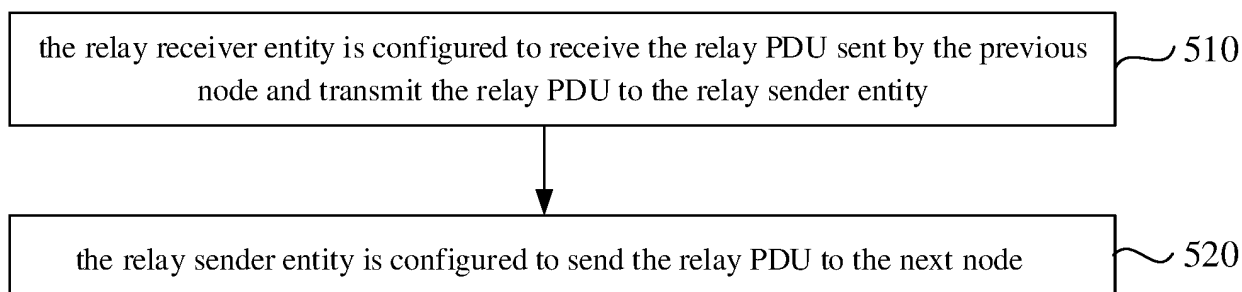 the relay receiver entity is configured to receive the relay PDU sent by the previous
node and transmit the relay PDU to the relay sender entity
510
the relay sender entity is configured to send the relay PDU to the next node
520